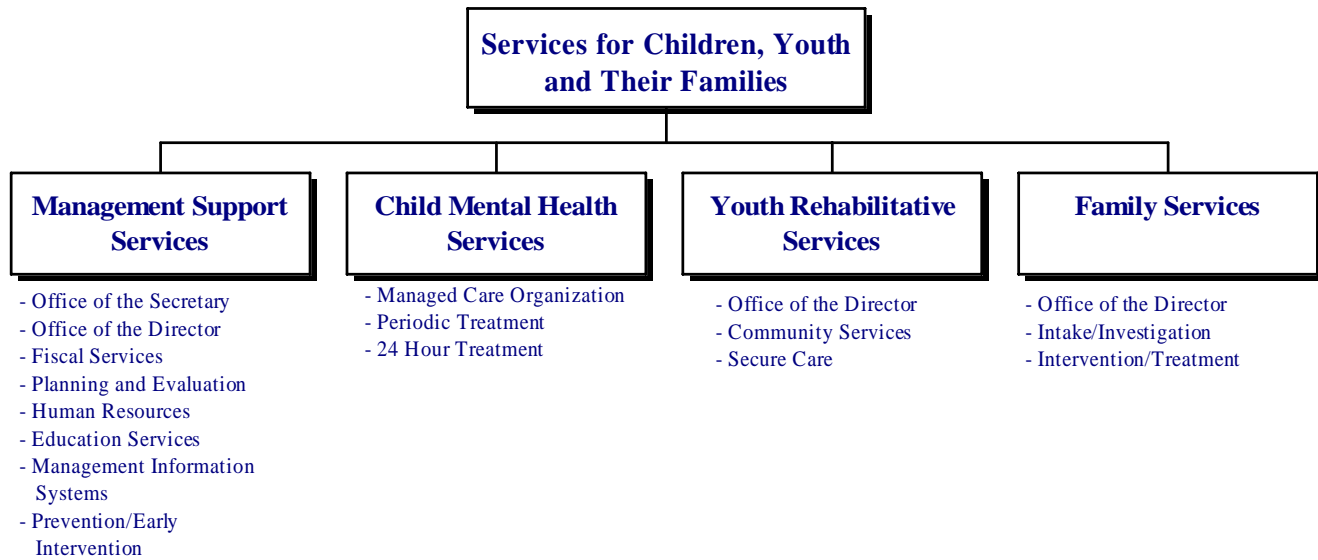 Services for Children, Youth
and Their Families
Management Support
Services
- Office of the Secretary
- Office of the Director
- Fiscal Services
- Planning and Evaluation
- Human Resources
- Education Services
- Management Information
Systems
- Prevention/Early
Intervention
Child Mental Health
Services
- Managed Care Organization
- Periodic Treatment
- 24 Hour Treatment
Youth Rehabilitative
Services
- Office of the Director
- Community Services
- Secure Care
Family Services
- Office of the Director
- Intake/Investigation
- Intervention/Treatment